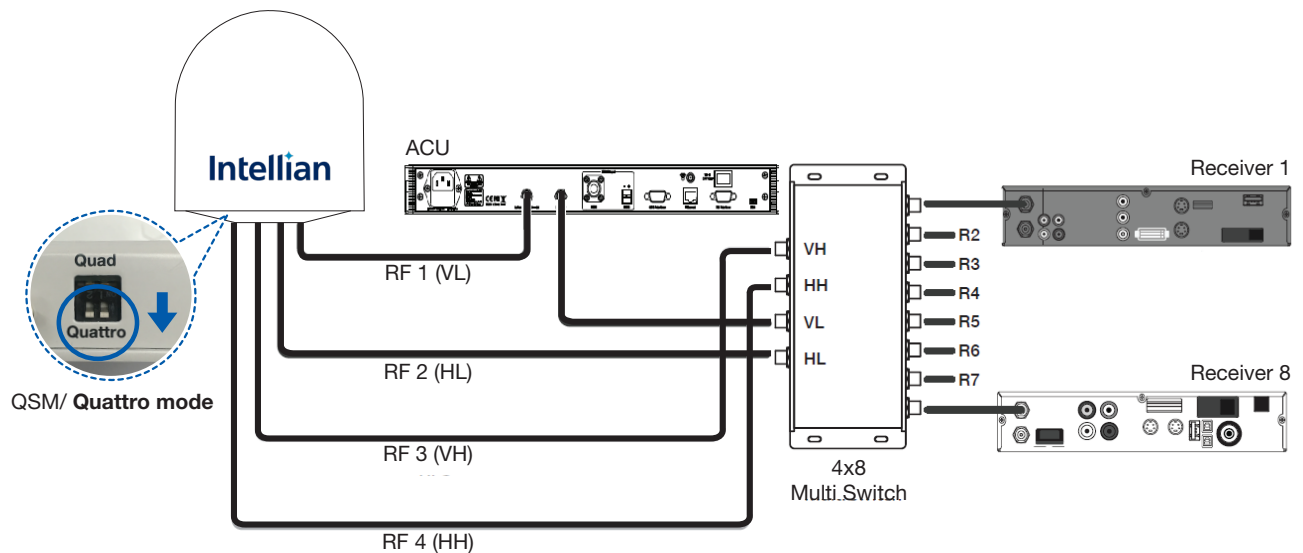 Intellian
ACU
Receiver 1
Quad
Quattro
QSM/ Quattro mode
RF 1 (VL)
RF 2 (HL)
RF 3 (VH)
RF 4 (HH)
VH
HH
VL
HL
R2
R3
R4
R5
R6
R7
4x8
Multi Switch
Receiver 8